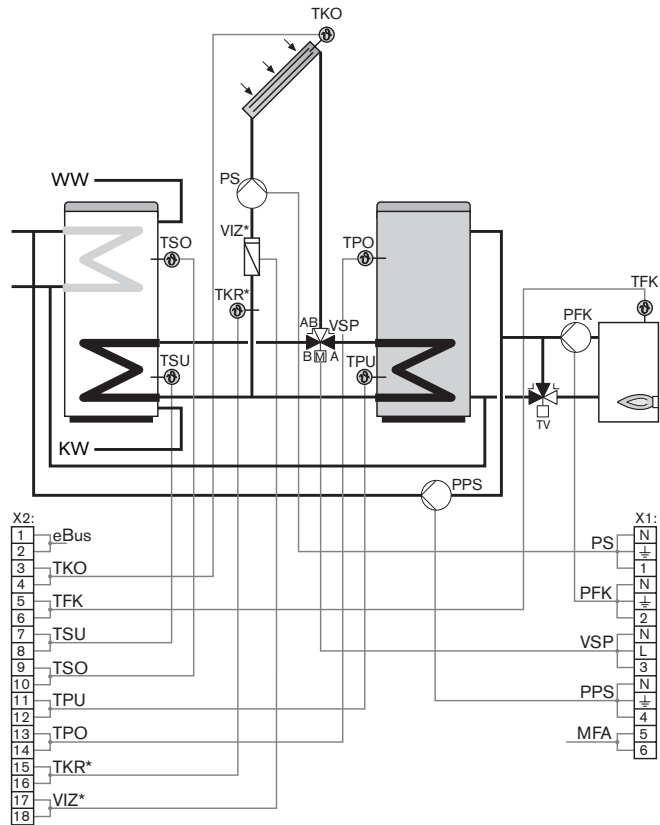 TKO
PS
WW
VIZ*
TSO
TPO
TFK
TKR*
AB
VSP
PFK
B M A
TSU
TPU
TV
KW
PPS
X2:
1
2
eBus
3
4
TKO
5
6
TFK
7
8
TSU
9
10
TSO
11
12
TPU
13
14
TPO
15
16
TKR*
17
18
VIZ*
X1:
PS
N
1
PFK
N
2
VSP
N
L
3
PPS
N
4
MFA
5
6